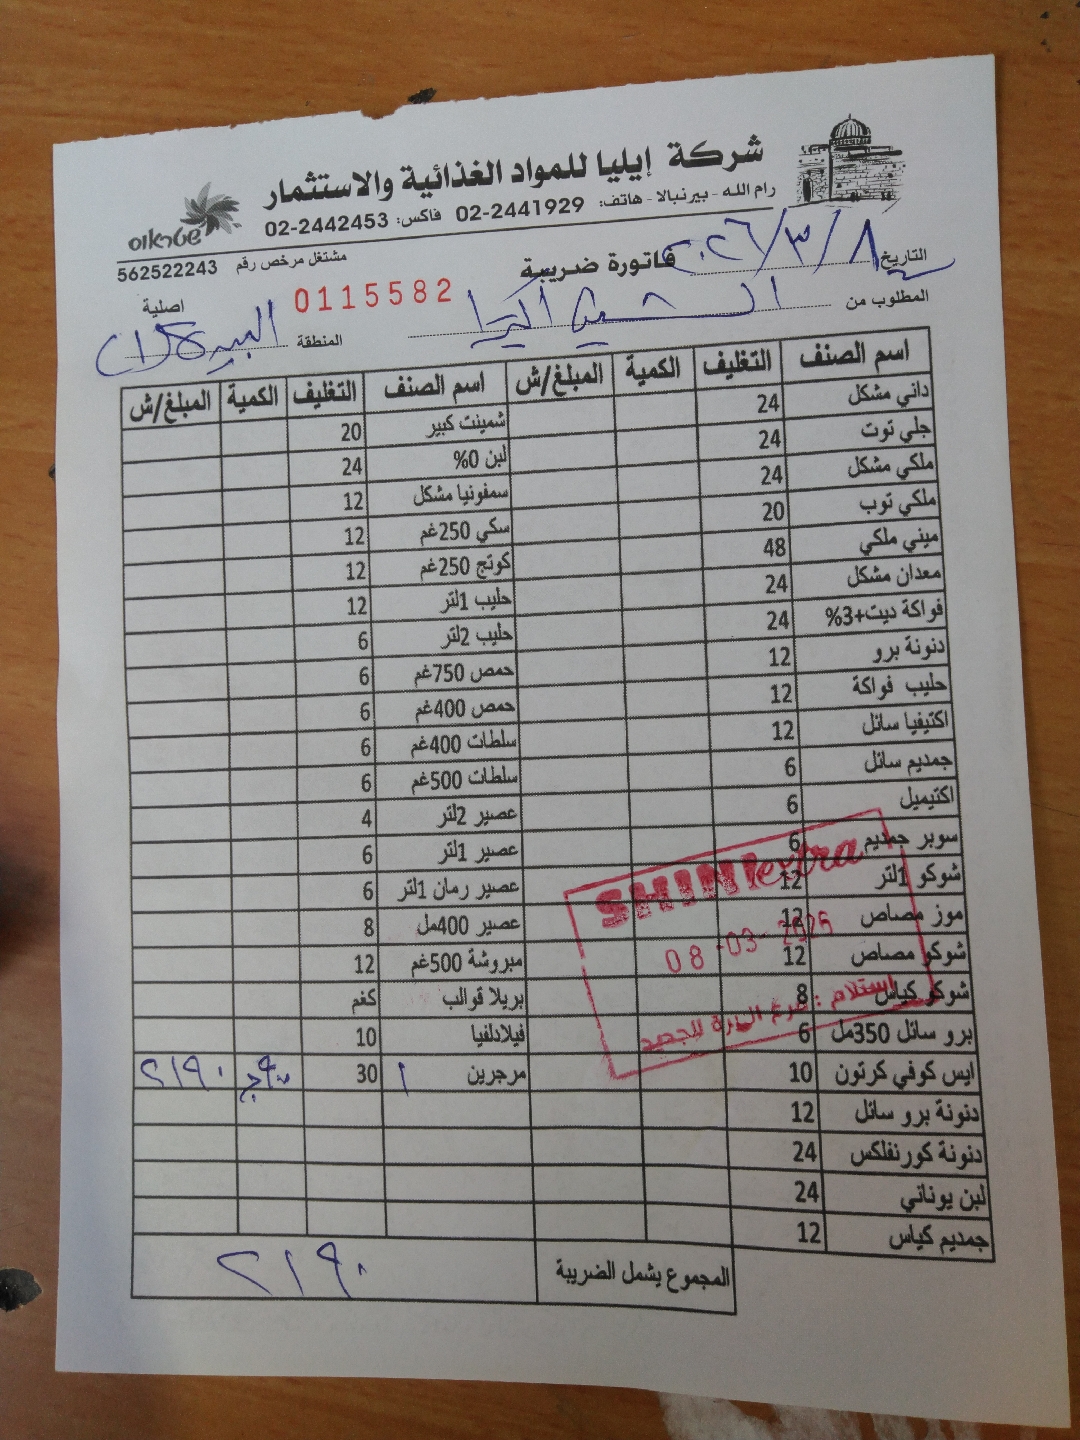 شركة إيليا للمواد الغذائية والاستثمار
رام الله - بيرنبالا - هاتف: 02-2441929 فاكس: 02-2442453
שטראוס
مشتغل مرخص رقم 562522243
التاريخ ٢٠٢٦/٣/٨
فاتورة ضريبة
0115582
اصلية
المطلوب من
المنطقة البيرة
اسم الصنف التغليف الكمية المبلغ/ش اسم الصنف التغليف الكمية المبلغ/ش
داني مشكل 24 شمينت كبير 20
جلي توت 24 لبن 0% 24
ملكي مشكل 24 سمفونيا مشكل 12
ملكي توب 20 سكي 250غم 12
ميني ملكي 48 كوتج 250غم 12
معدان مشكل 24 حليب 1لتر 12
فواكة ديت+3% 24 حليب 2لتر 6
دنونة برو 12 حمص 750غم 6
حليب فواكة 12 حمص 400غم 6
اكتيفيا سائل 12 سلطات 400غم 6
جمديم سائل 6 سلطات 500غم 6
اكتيميل 6 عصير 2لتر 4
سوبر جمديم 6 عصير 1لتر 6
شوكو 1لتر 12 عصير رمان 1لتر 6
موز مصاص 12 عصير 400مل 8
شوكو مصاص 12 مبروشة 500غم 12
شوكو كياس 8 بريلا قوالب كغم
برو سائل 350مل 6 فيلادلفيا 10
ايس كوفي كرتون 10 مرجرين 30 ٢١٩٠
دنونة برو سائل 12
دنونة كورنفلكس 24
لبن يوناني 24
جمديم كياس 12
المجموع يشمل الضريبة ٢١٩٠
SHINI extra
08-03-2026
استلام : فرع البيرة الجديد